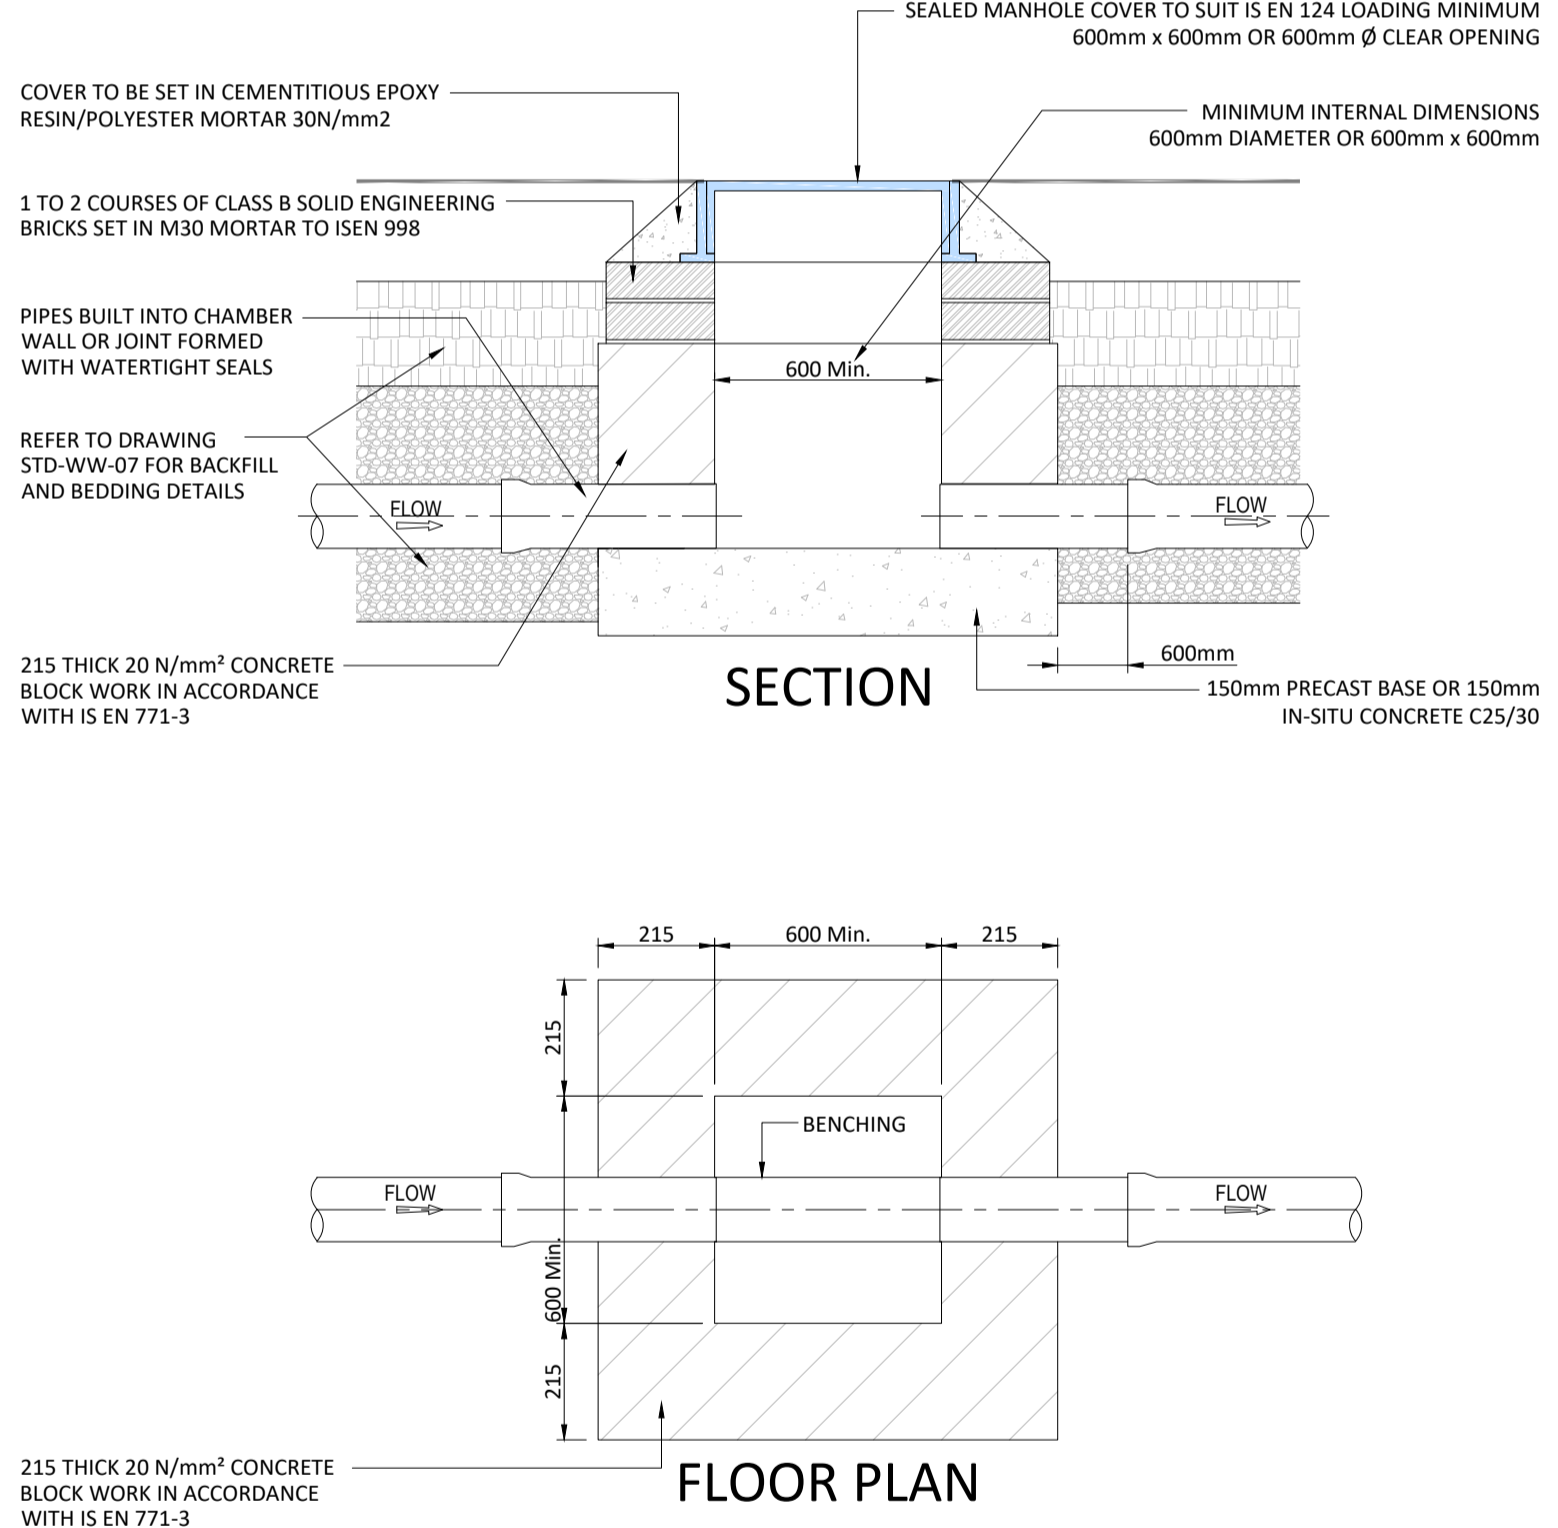 SEALED MANHOLE COVER TO SUIT IS EN 124 LOADING MINIMUM
600mm x 600mm OR 600mm Ø CLEAR OPENING
COVER TO BE SET IN CEMENTITIOUS EPOXY
RESIN/POLYESTER MORTAR 30N/mm2
MINIMUM INTERNAL DIMENSIONS
600mm DIAMETER OR 600mm x 600mm
1 TO 2 COURSES OF CLASS B SOLID ENGINEERING
BRICKS SET IN M30 MORTAR TO ISEN 998
PIPES BUILT INTO CHAMBER
WALL OR JOINT FORMED
WITH WATERTIGHT SEALS
600 Min.
REFER TO DRAWING
STD-WW-07 FOR BACKFILL
AND BEDDING DETAILS
FLOW
FLOW
215 THICK 20 N/mm² CONCRETE
BLOCK WORK IN ACCORDANCE
WITH IS EN 771-3
600mm
150mm PRECAST BASE OR 150mm
IN-SITU CONCRETE C25/30
SECTION
215
600 Min.
215
215
BENCHING
FLOW
FLOW
600 Min.
215
215 THICK 20 N/mm² CONCRETE
BLOCK WORK IN ACCORDANCE
WITH IS EN 771-3
FLOOR PLAN